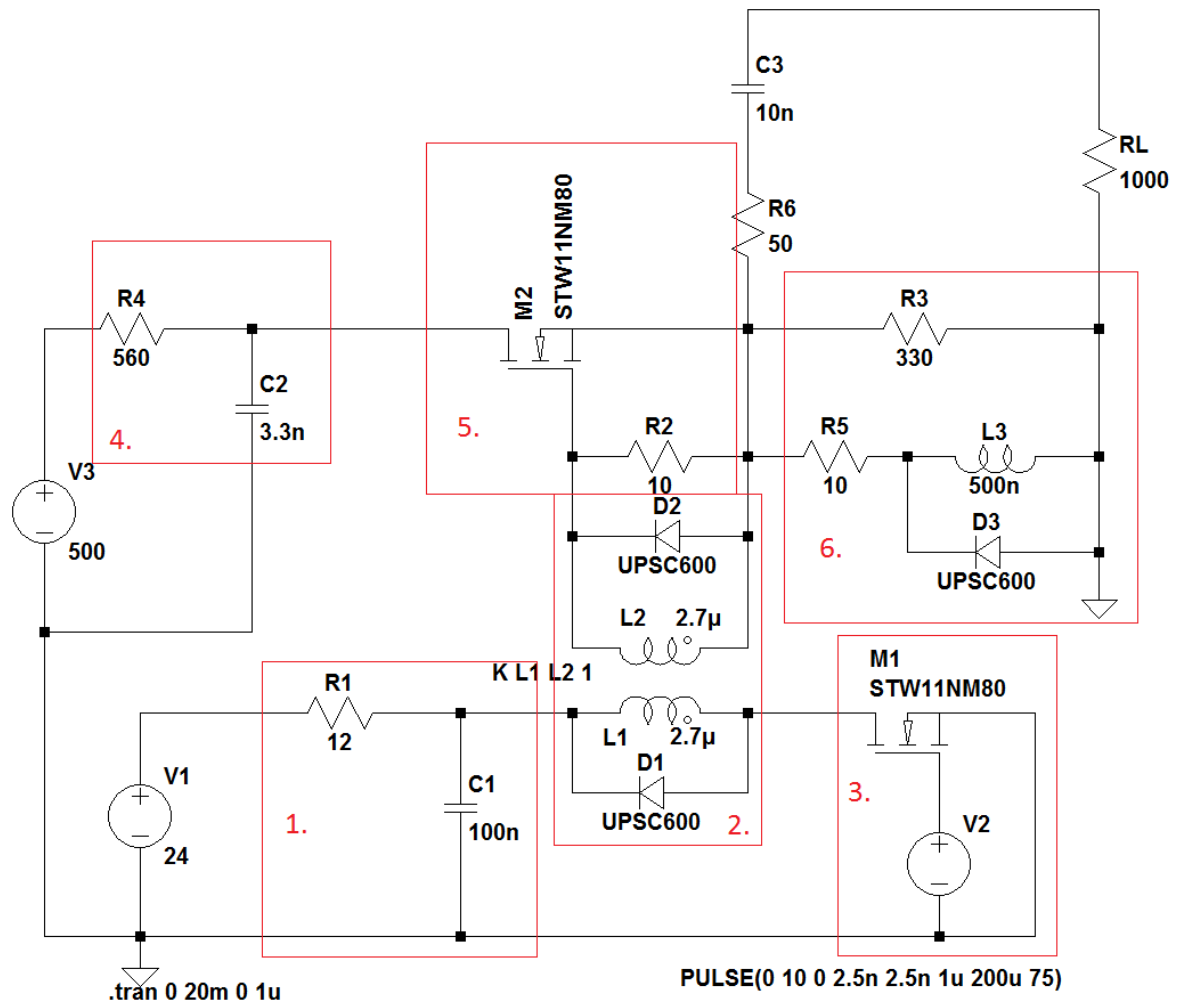 C3
10n
RL
1000
R6
50
M2
STW11NM80
R4
560
C2
3.3n
4.
5.
R3
330
R2
10
R5
10
L3
500n
V3
500
D2
UPSC600
D3
UPSC600
6.
L2
2.7µ
K L1 L2 1
M1
STW11NM80
R1
12
L1
2.7µ
D1
UPSC600
V1
24
C1
100n
1.
2.
3.
V2
.tran 0 20m 0 1u
PULSE(0 10 0 2.5n 2.5n 1u 200u 75)